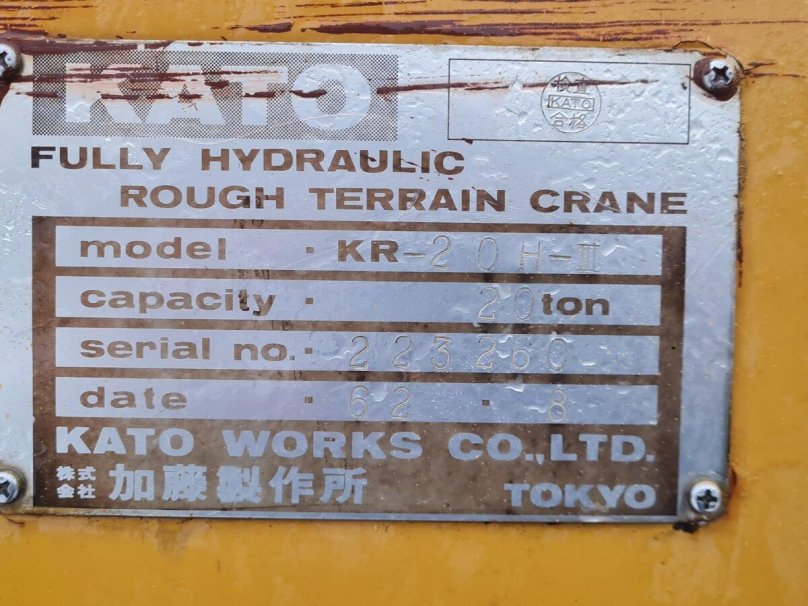 KATO
検査
KATO
合格
FULLY HYDRAULIC
ROUGH TERRAIN CRANE
model · KR-20H-III
capacity · 20ton
serial no. · 223260
date · 62 · 8
KATO WORKS CO.,LTD.
株式会社 加藤製作所 TOKYO